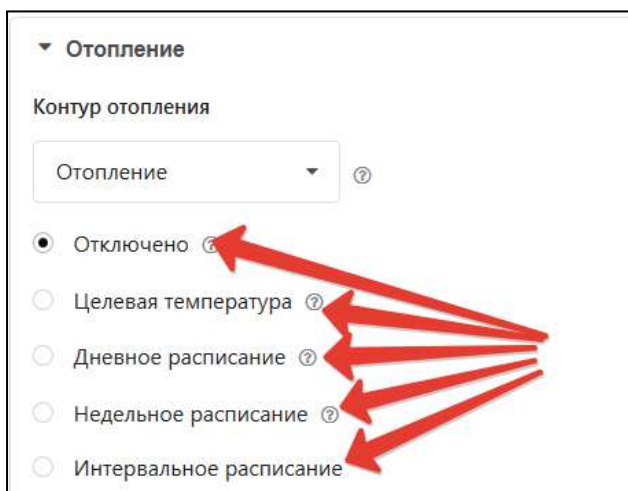 Отопление
Контур отопления
Отопление
Отключено
Целевая температура
Дневное расписание
Недельное расписание
Интервальное расписание